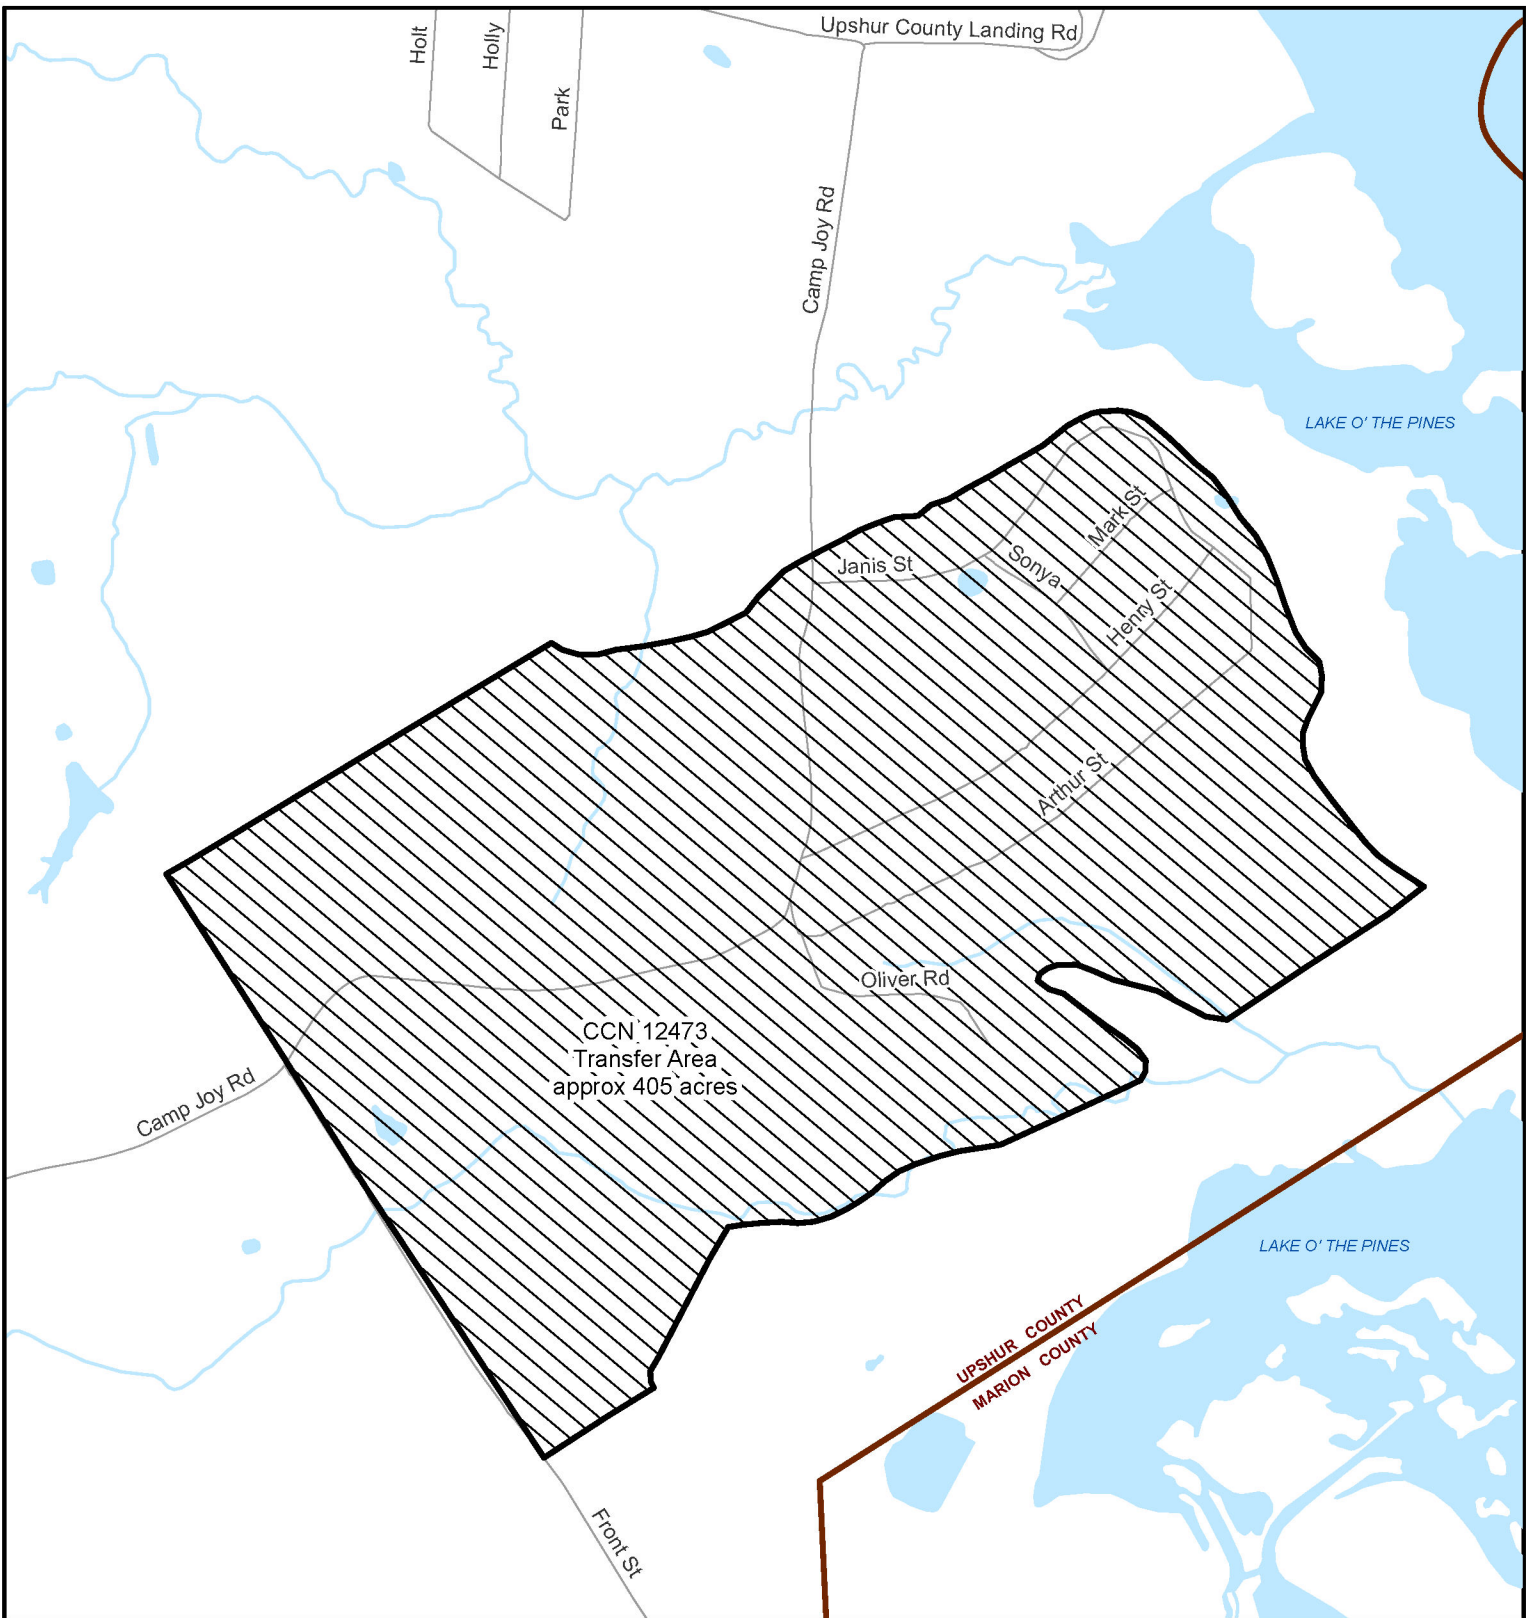 Upshur County Landing Rd
Holt
Holly
Park
Camp Joy Rd
LAKE O' THE PINES
Mark St
Sonya
Janis St
Henry St
Arthur St
Oliver Rd
CCN 12473
Transfer Area
approx 405 acres
Camp Joy Rd
LAKE O' THE PINES
UPSHUR COUNTY
MARION COUNTY
Front St